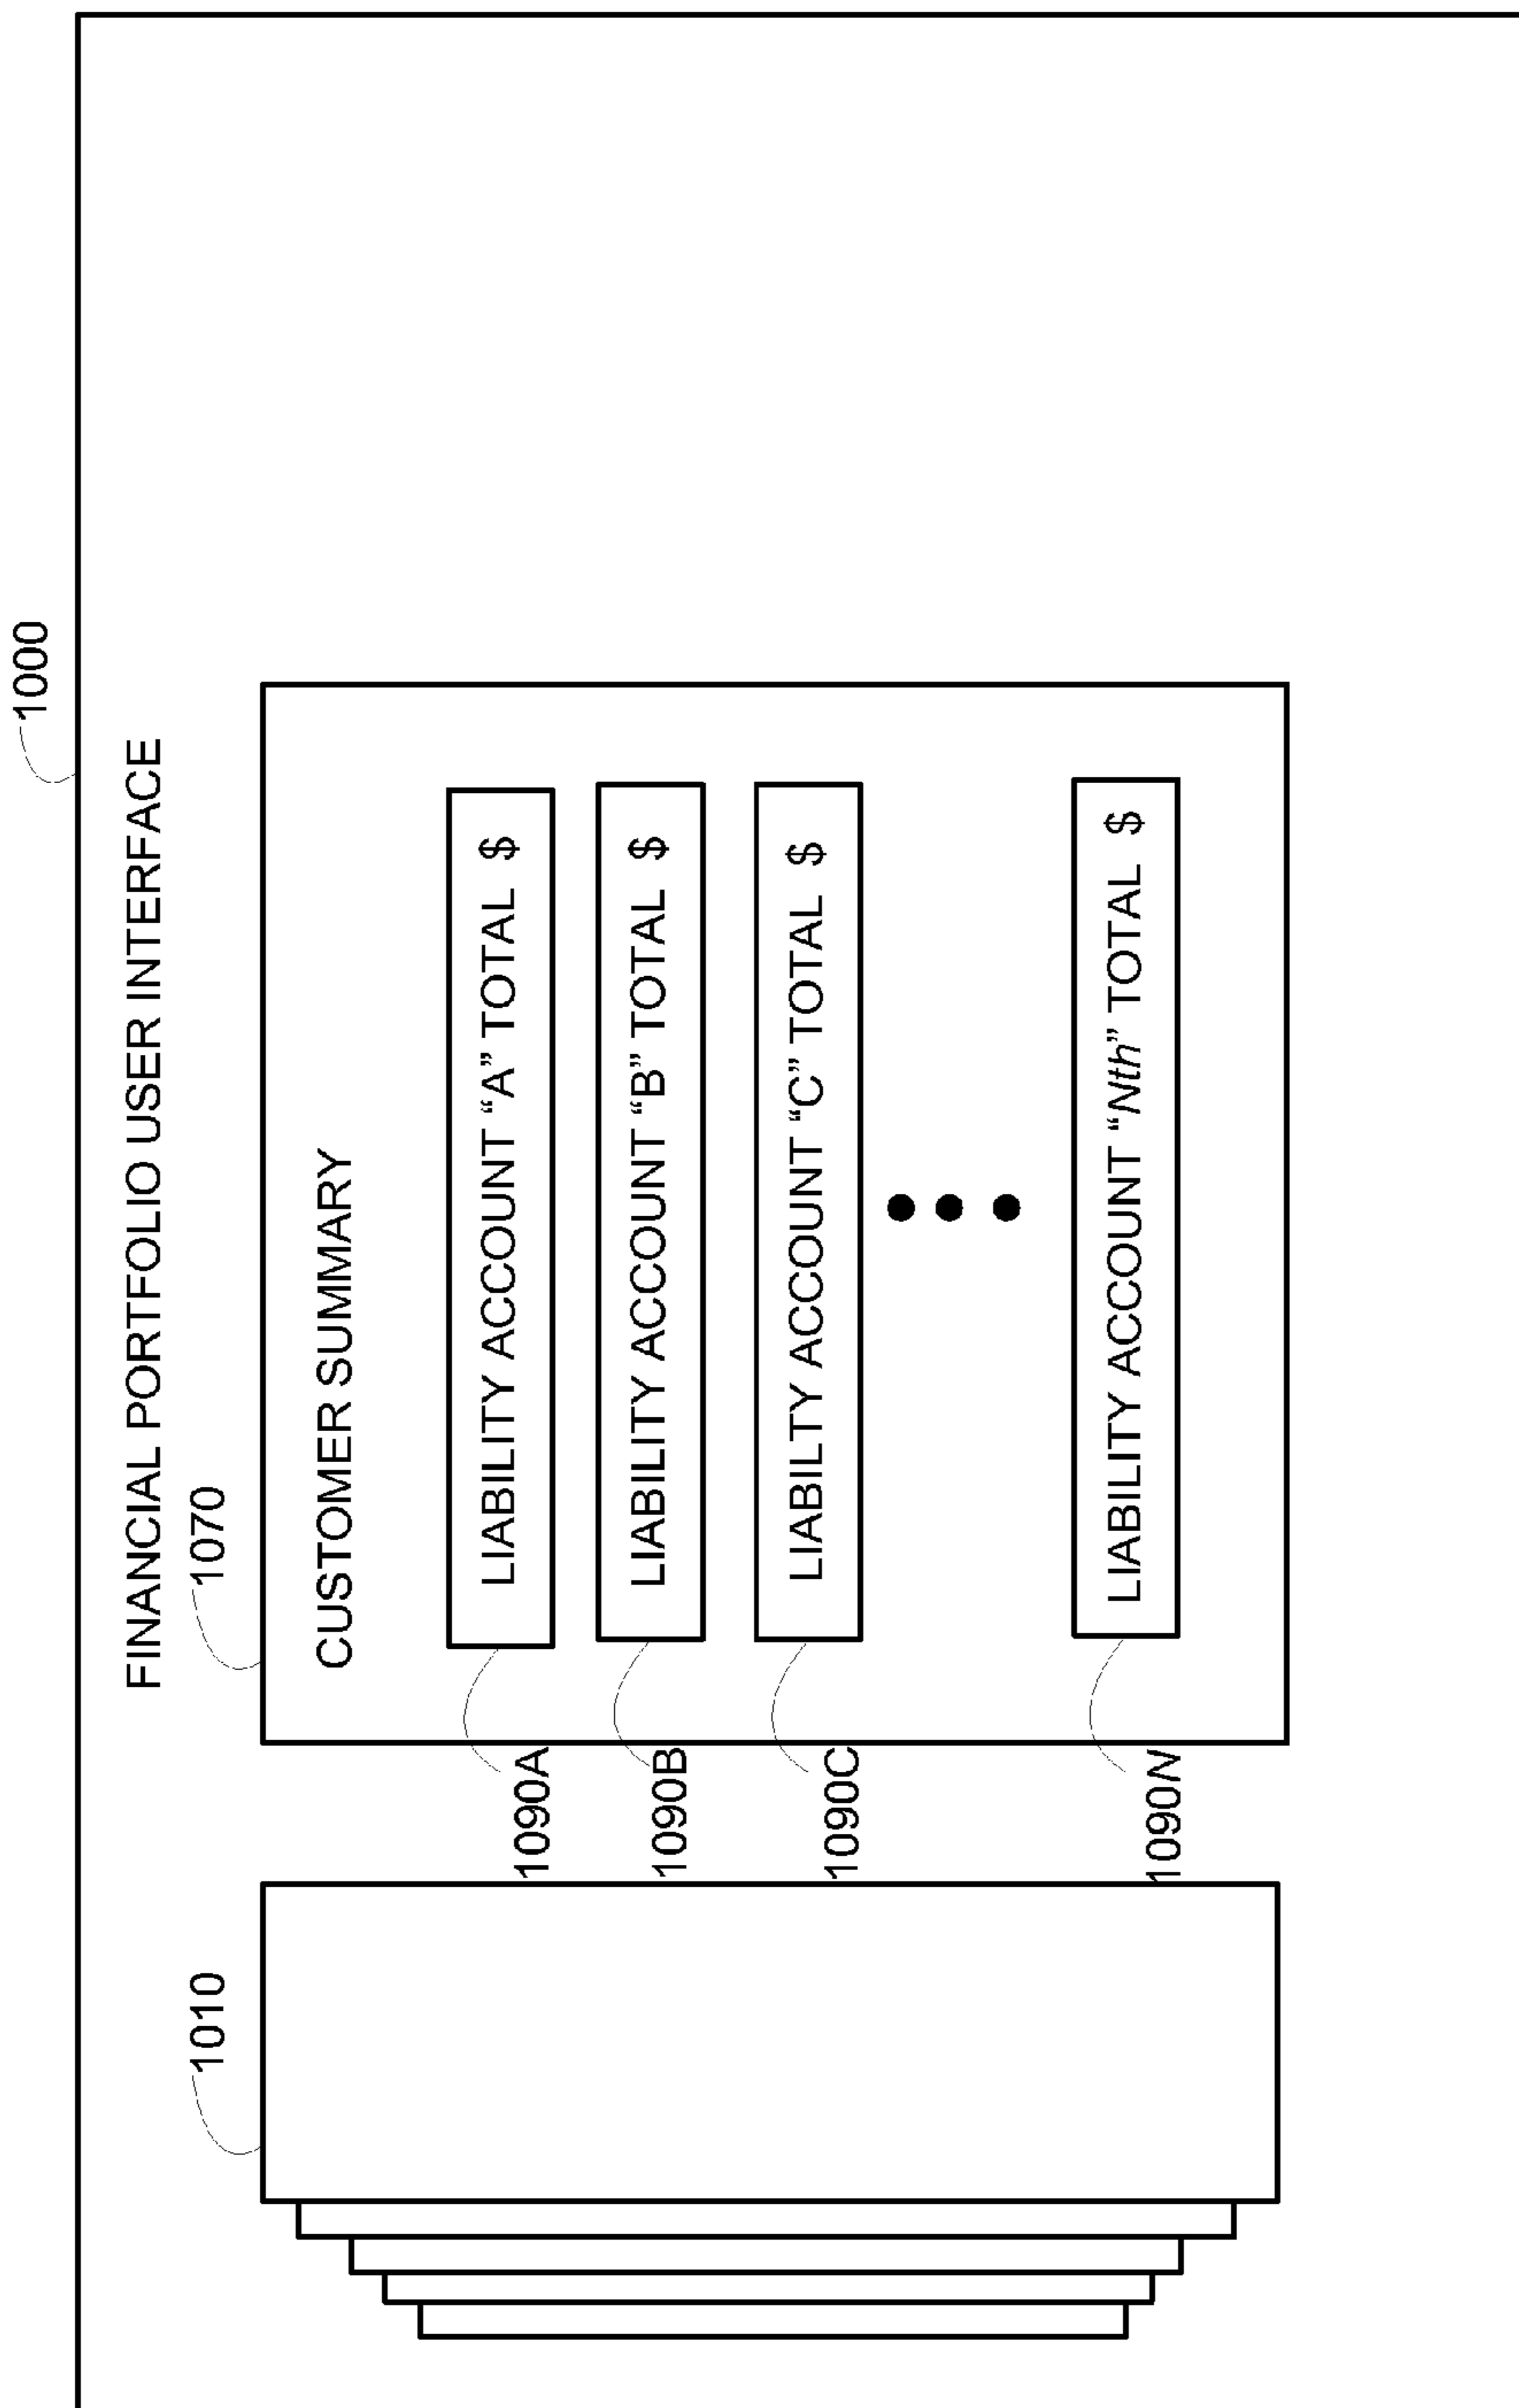 1000
FINANCIAL PORTFOLIO USER INTERFACE
1010
1070
CUSTOMER SUMMARY
1090A
LIABILITY ACCOUNT “A” TOTAL $
1090B
LIABILITY ACCOUNT “B” TOTAL $
1090C
LIABILTY ACCOUNT “C” TOTAL $
1090N
LIABILITY ACCOUNT “Nth” TOTAL $